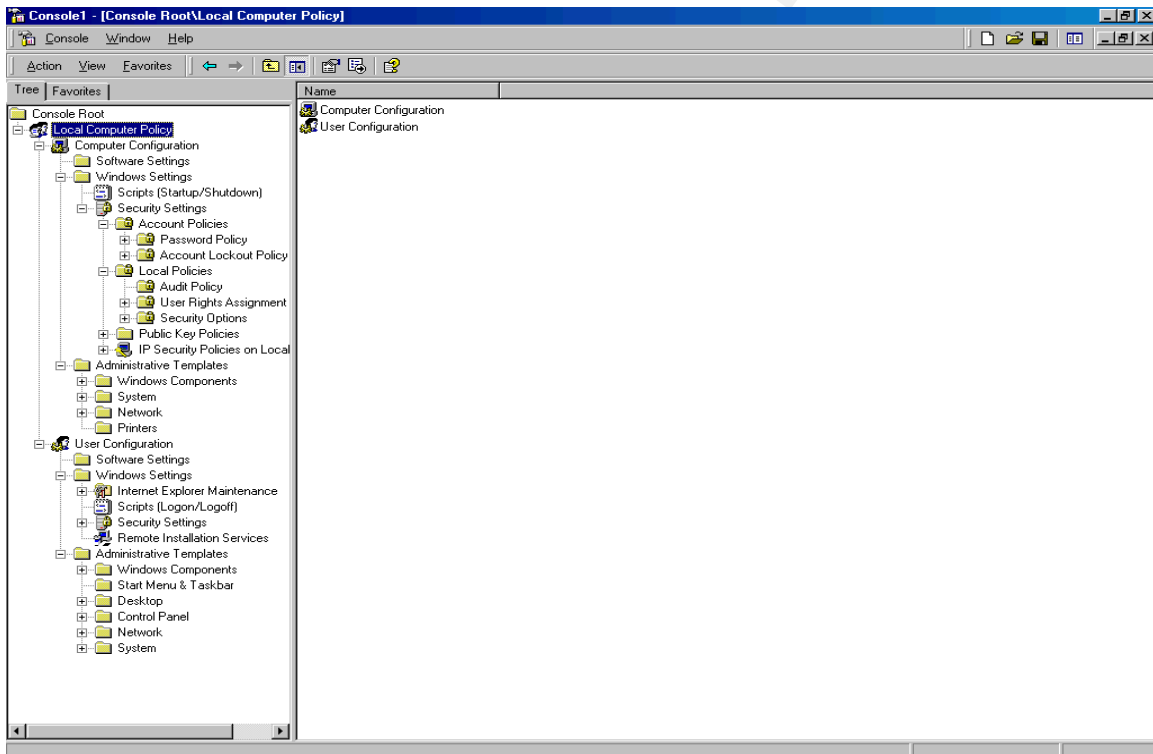 Console1 - [Console Root\Local Computer Policy]
Console Window Help
Action View Favorites
Tree Favorites
Name
Console Root
Local Computer Policy
Computer Configuration
Software Settings
Windows Settings
Scripts (Startup/Shutdown)
Security Settings
Account Policies
Password Policy
Account Lockout Policy
Local Policies
Audit Policy
User Rights Assignment
Security Options
Public Key Policies
IP Security Policies on Local
Administrative Templates
Windows Components
System
Network
Printers
User Configuration
Software Settings
Windows Settings
Internet Explorer Maintenance
Scripts (Logon/Logoff)
Security Settings
Remote Installation Services
Administrative Templates
Windows Components
Start Menu & Taskbar
Desktop
Control Panel
Network
System
Computer Configuration
User Configuration